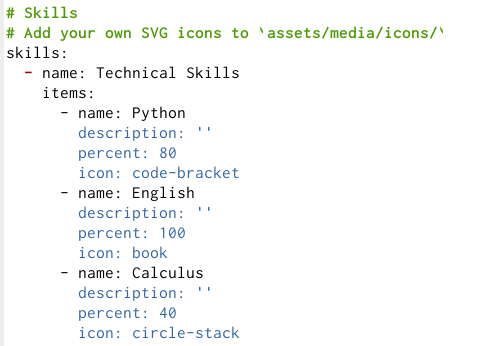 # Skills
# Add your own SVG icons to `assets/media/icons/`
skills:
  - name: Technical Skills
    items:
      - name: Python
        description: ''
        percent: 80
        icon: code-bracket
      - name: English
        description: ''
        percent: 100
        icon: book
      - name: Calculus
        description: ''
        percent: 40
        icon: circle-stack